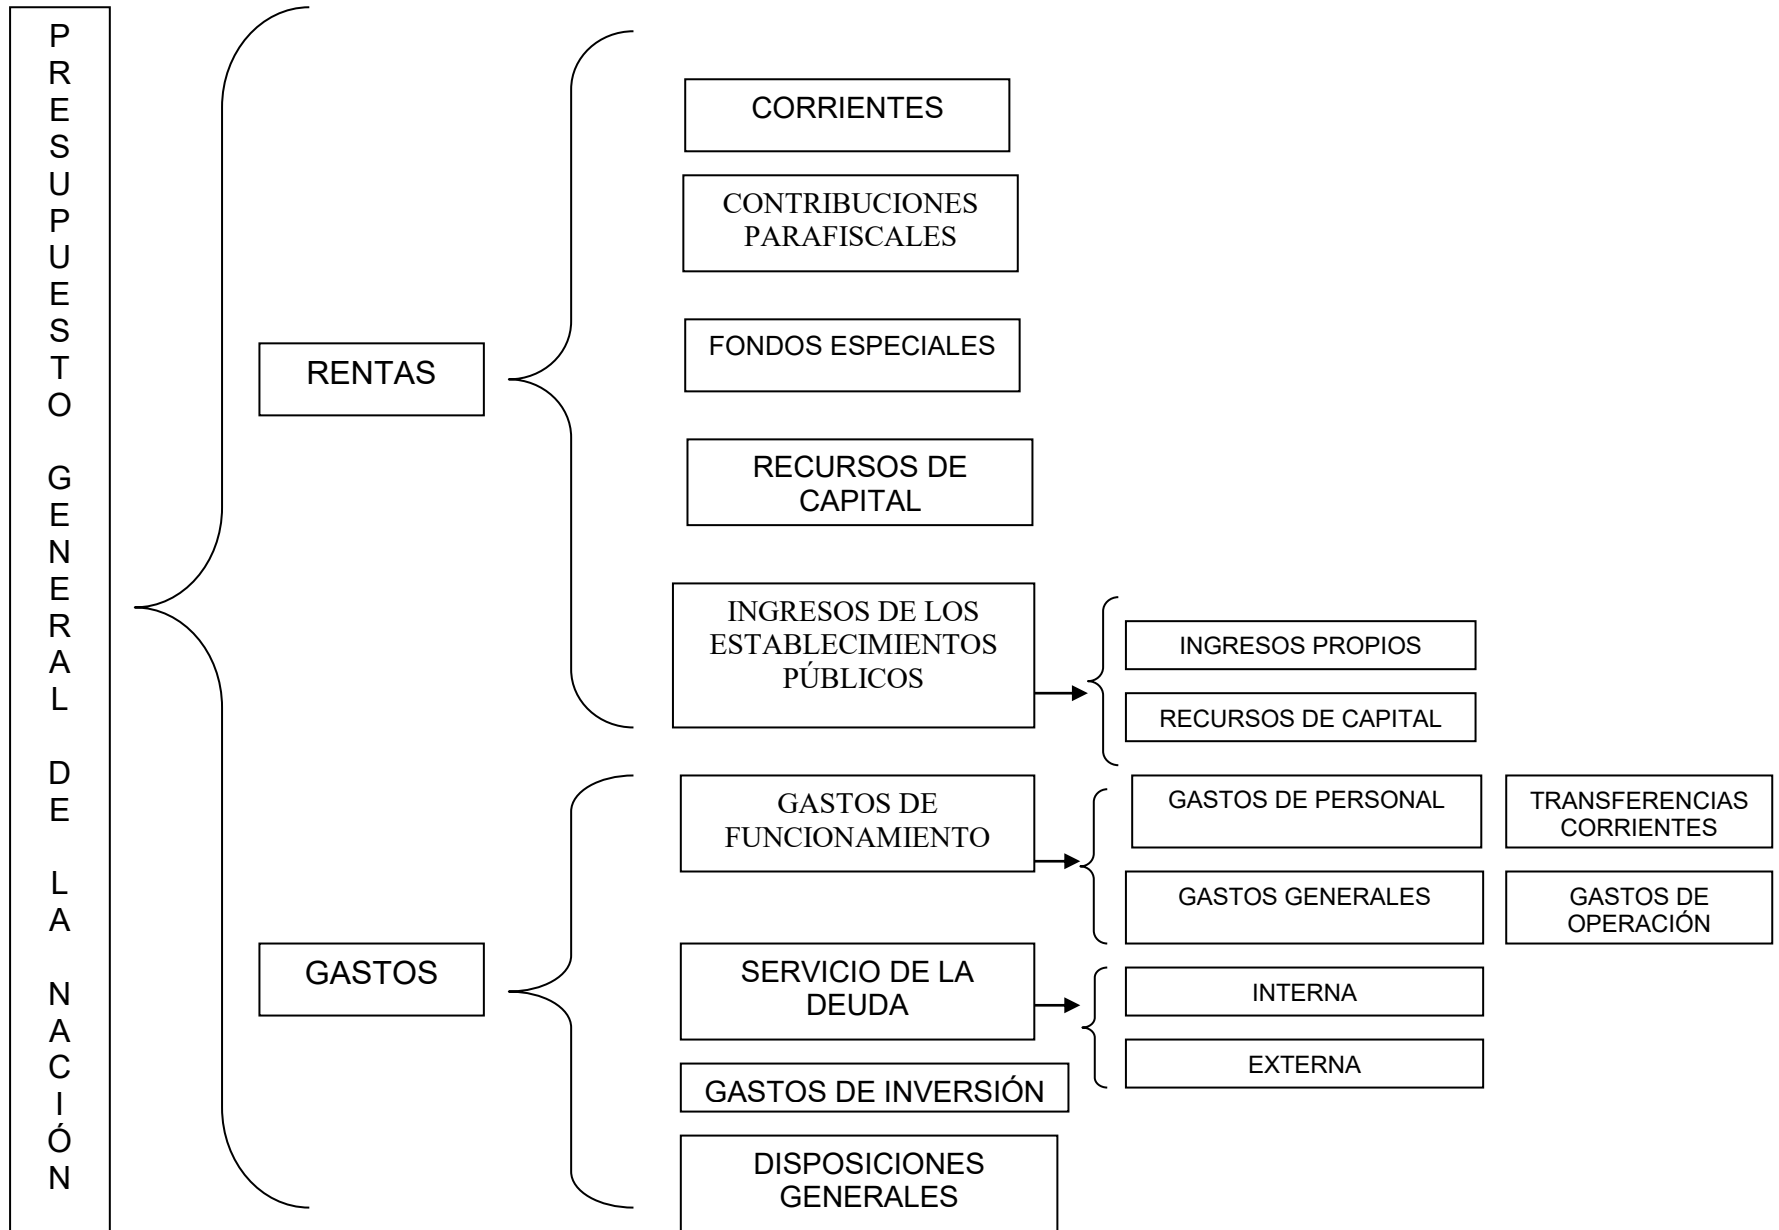 PRESUPUESTO GENERAL DE LA NACIÓN
RENTAS
CORRIENTES
CONTRIBUCIONES
PARAFISCALES
FONDOS ESPECIALES
RECURSOS DE
CAPITAL
INGRESOS DE LOS
ESTABLECIMIENTOS
PÚBLICOS
INGRESOS PROPIOS
RECURSOS DE CAPITAL
GASTOS
GASTOS DE
FUNCIONAMIENTO
GASTOS DE PERSONAL
TRANSFERENCIAS
CORRIENTES
GASTOS GENERALES
GASTOS DE
OPERACIÓN
SERVICIO DE LA
DEUDA
INTERNA
EXTERNA
GASTOS DE INVERSIÓN
DISPOSICIONES
GENERALES